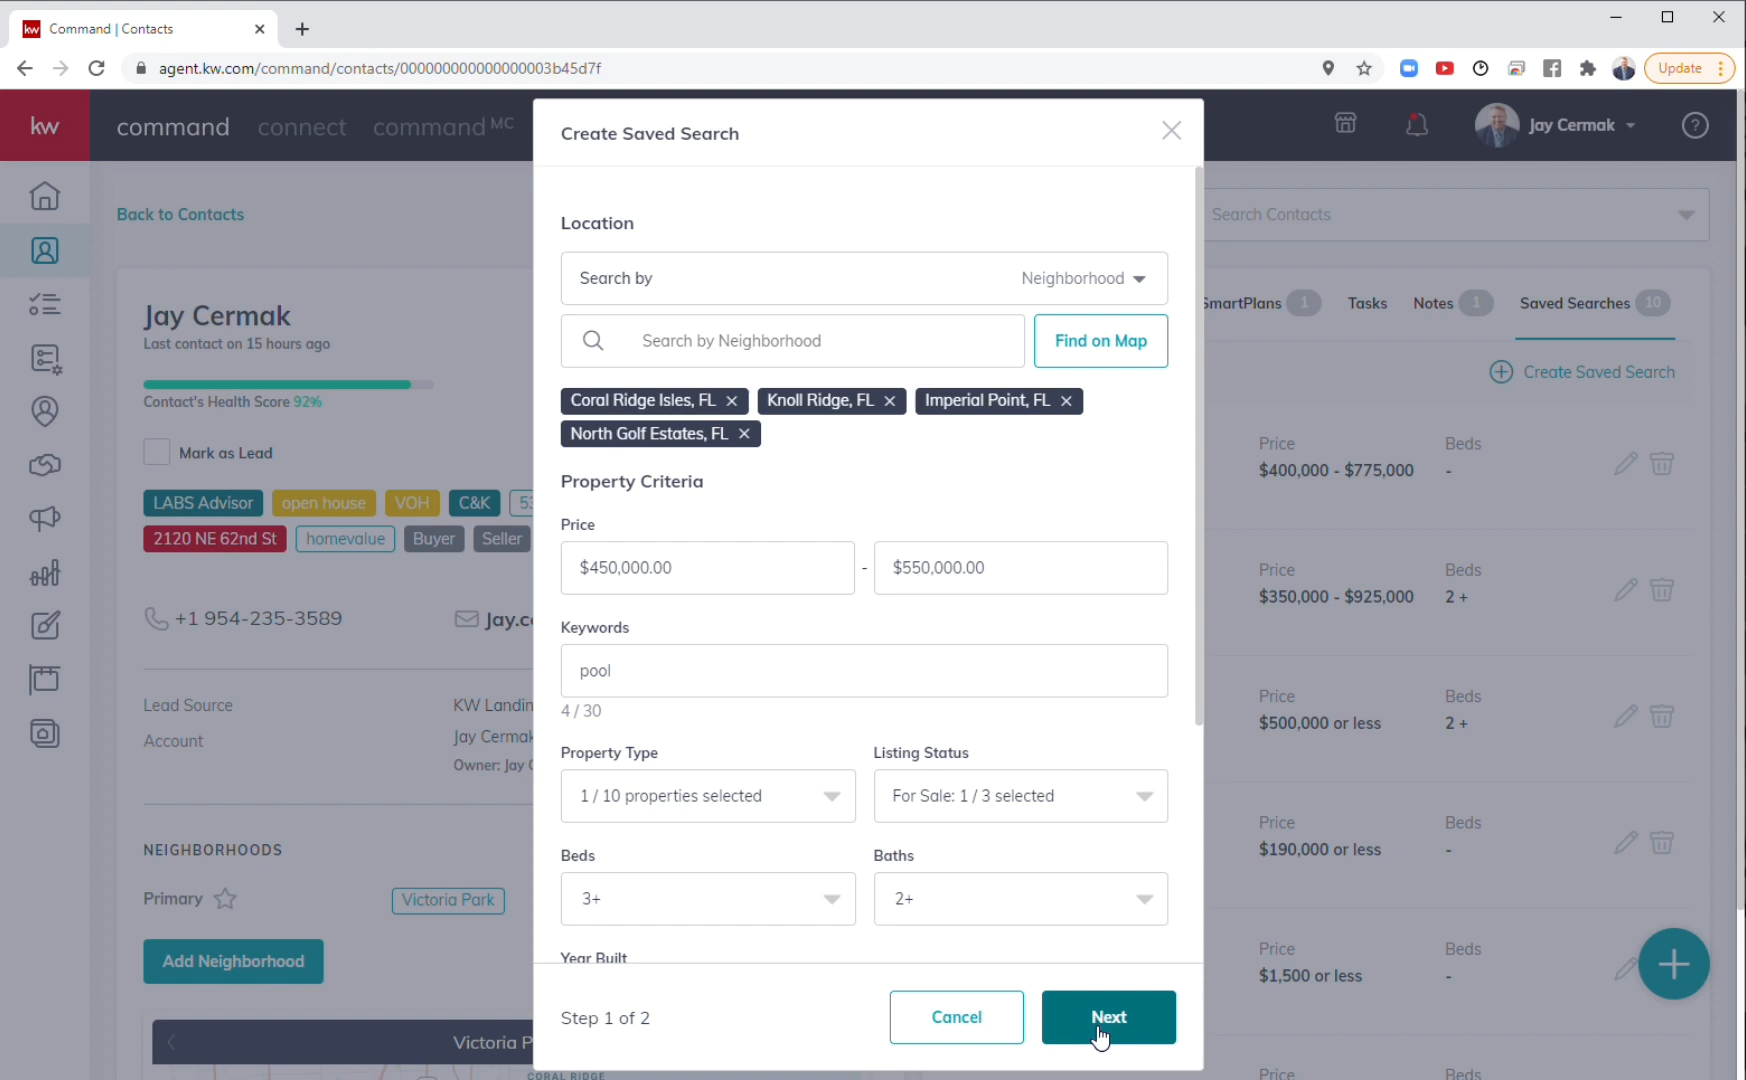 kw Command | Contacts
agent.kw.com/command/contacts/000000000000000003b45d7f
Update
kw
command connect command MC
Jay Cermak
?
Create Saved Search
Back to Contacts
Search Contacts
Location
Search by Neighborhood
Search by Neighborhood
Find on Map
Coral Ridge Isles, FL
Knoll Ridge, FL
Imperial Point, FL
North Golf Estates, FL
Property Criteria
Price
$450,000.00 - $550,000.00
Keywords
pool
4 / 30
Property Type Listing Status
1 / 10 properties selected For Sale: 1 / 3 selected
Beds Baths
3+ 2+
Year Built
Step 1 of 2
Cancel
Next
Jay Cermak
Last contact on 15 hours ago
Contact's Health Score 92%
Mark as Lead
LABS Advisor open house VOH C&K 53
2120 NE 62nd St homevalue Buyer Seller
+1 954-235-3589 Jay.c
Lead Source KW Landin
Account Jay Cermak
Owner: Jay C
NEIGHBORHOODS
Primary Victoria Park
Add Neighborhood
Victoria P
CORAL RIDGE
SmartPlans 1 Tasks Notes 1 Saved Searches 10
Create Saved Search
Price Beds
$400,000 - $775,000 -
Price Beds
$350,000 - $925,000 2 +
Price Beds
$500,000 or less 2 +
Price Beds
$190,000 or less -
Price Beds
$1,500 or less -
Price Beds